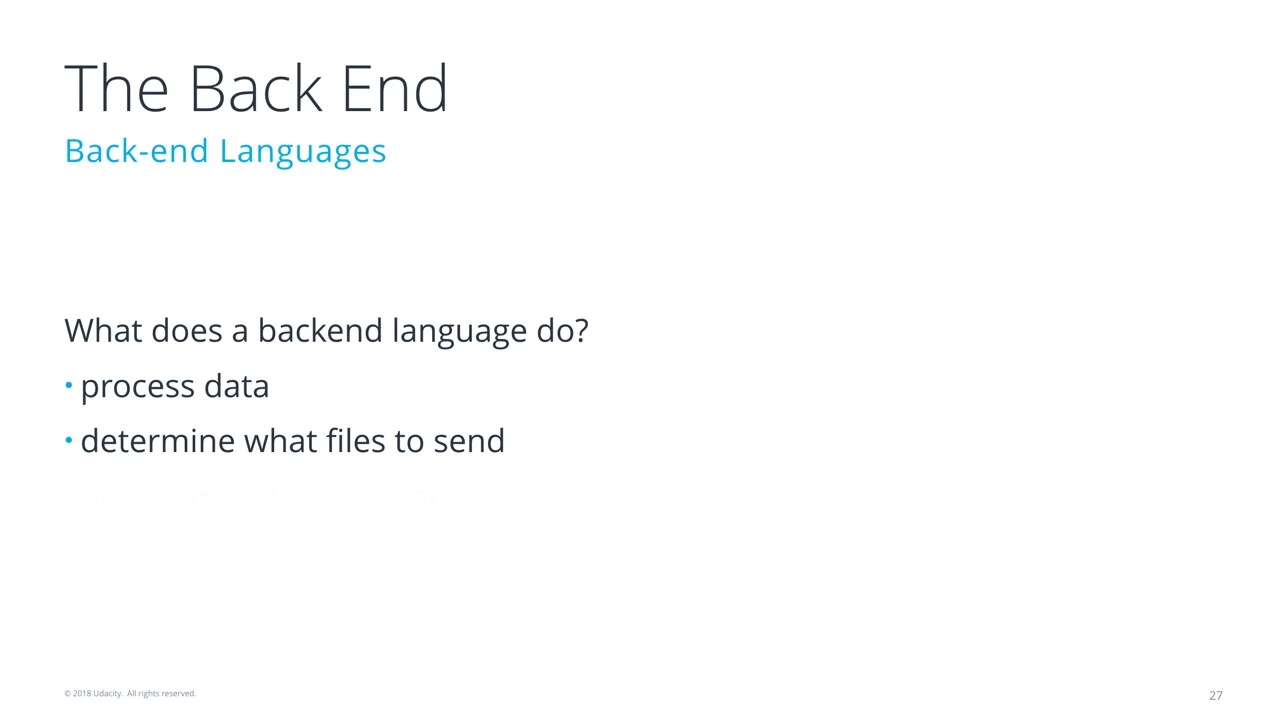 The Back End
Back-end Languages
What does a backend language do?
• process data
• determine what files to send
© 2018 Udacity. All rights reserved.
27